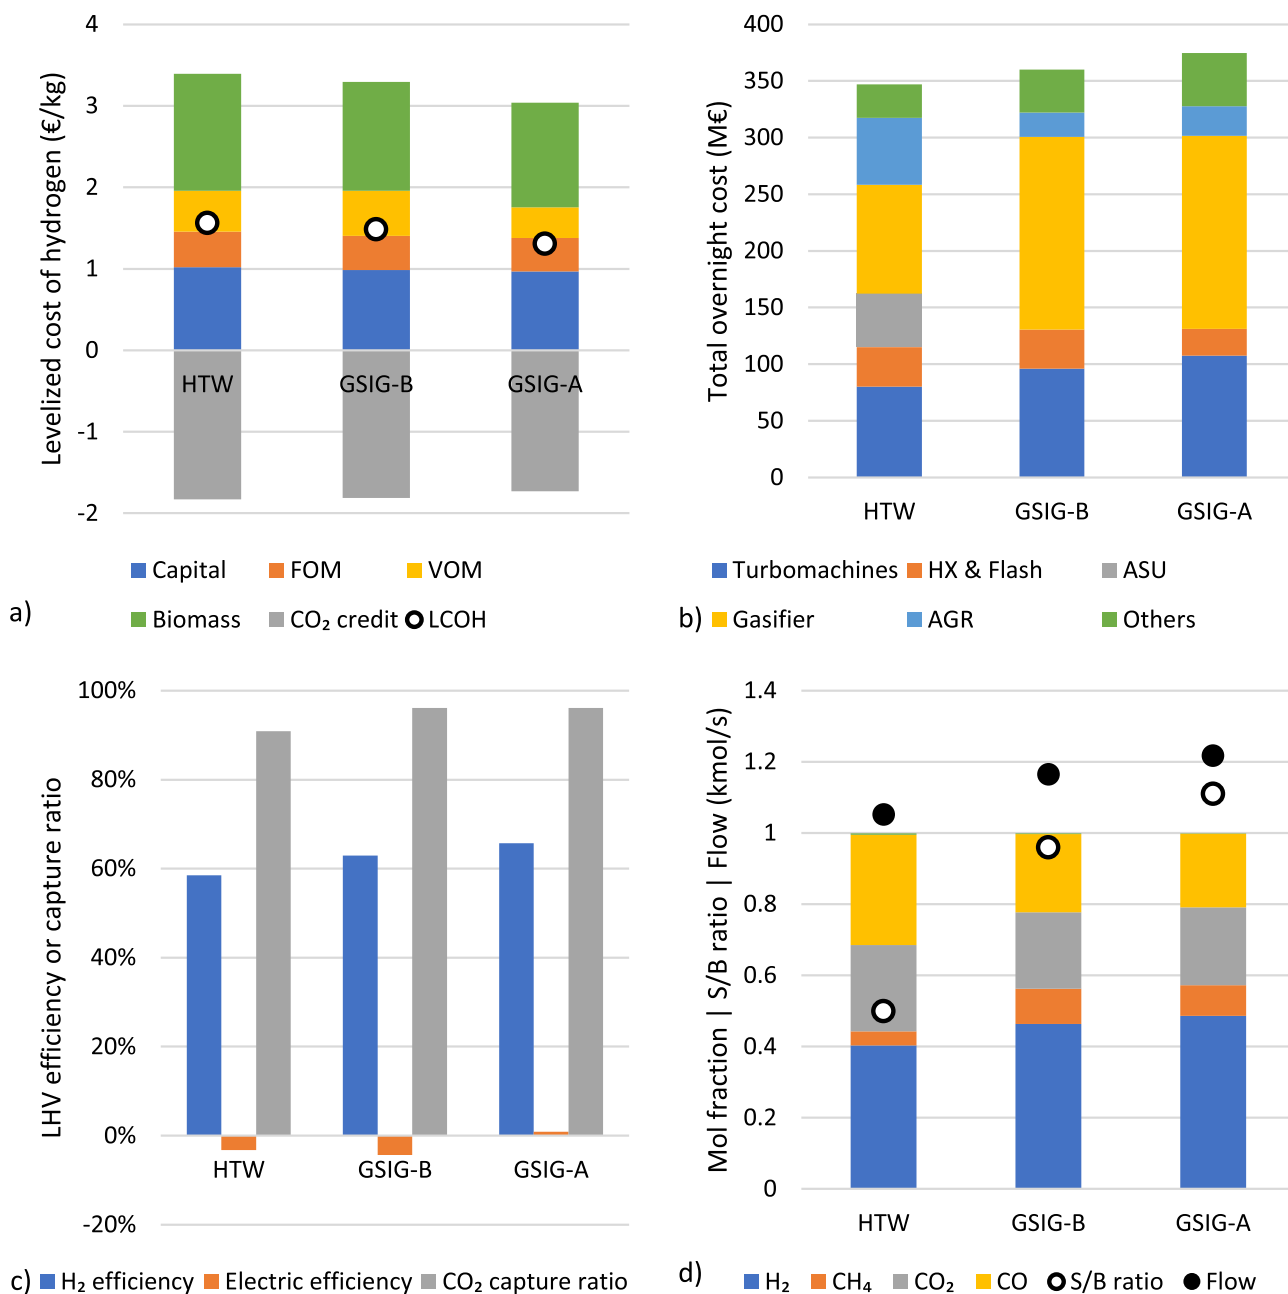 Levelized cost of hydrogen (€/kg)
4
3
2
1
0
-1
-2
HTW
GSIG-B
GSIG-A
Capital
FOM
VOM
Biomass
CO₂ credit
LCOH
a)
Total overnight cost (M€)
400
350
300
250
200
150
100
50
0
HTW
GSIG-B
GSIG-A
Turbomachines
HX & Flash
ASU
Gasifier
AGR
Others
b)
LHV efficiency or capture ratio
100%
80%
60%
40%
20%
0%
-20%
HTW
GSIG-B
GSIG-A
c)
H₂ efficiency
Electric efficiency
CO₂ capture ratio
Mol fraction | S/B ratio | Flow (kmol/s)
1.4
1.2
1
0.8
0.6
0.4
0.2
0
HTW
GSIG-B
GSIG-A
d)
H₂
CH₄
CO₂
CO
S/B ratio
Flow